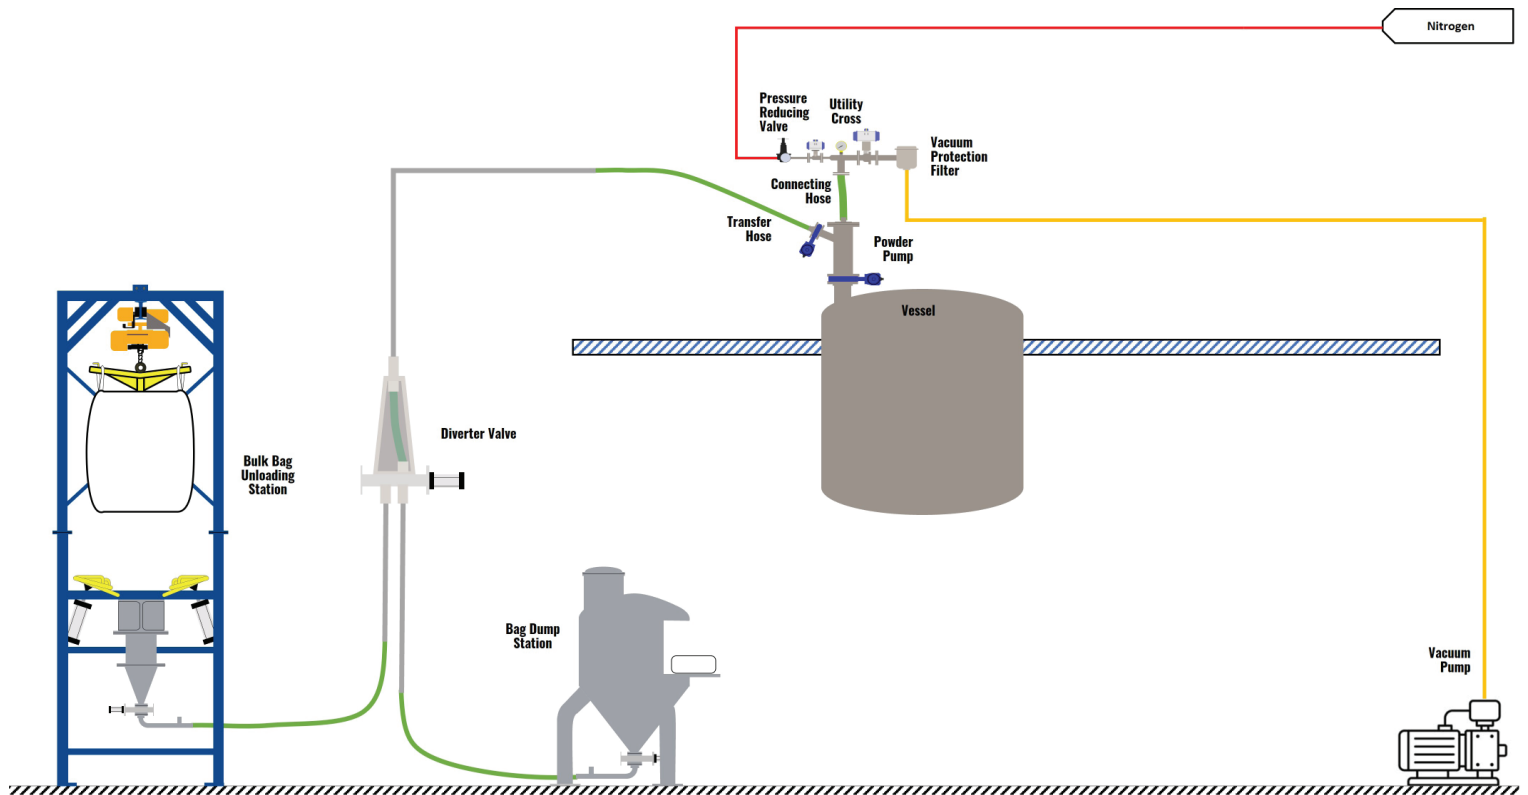 Nitrogen
Pressure
Reducing
Valve
Utility
Cross
Vacuum
Protection
Filter
Connecting
Hose
Transfer
Hose
Powder
Pump
Vessel
Diverter Valve
Bulk Bag
Unloading
Station
Bag Dump
Station
Vacuum
Pump